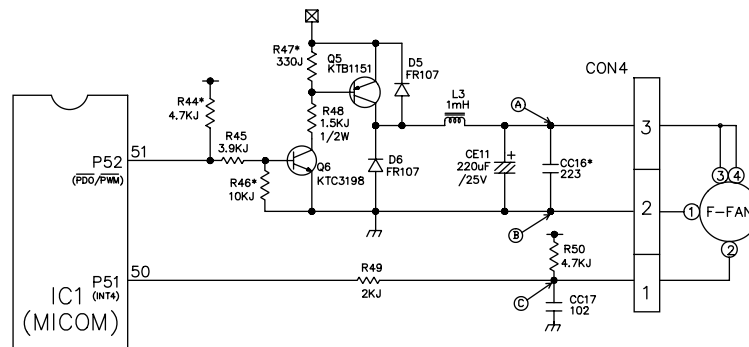 R47*
330J
Q5
KTB1151
D5
FR107
CON4
R44*
4.7KJ
R48
1.5KJ
1/2W
L3
1mH
A
3
51
P52
(PDO/PWM)
R45
3.9KJ
Q6
KTC3198
D6
FR107
CE11
220uF
/25V
+
CC16*
223
3
4
R46*
10KJ
2
1
F-FAN
B
2
R50
4.7KJ
50
P51
(INT4)
R49
2KJ
C
1
IC1
(MICOM)
CC17
102